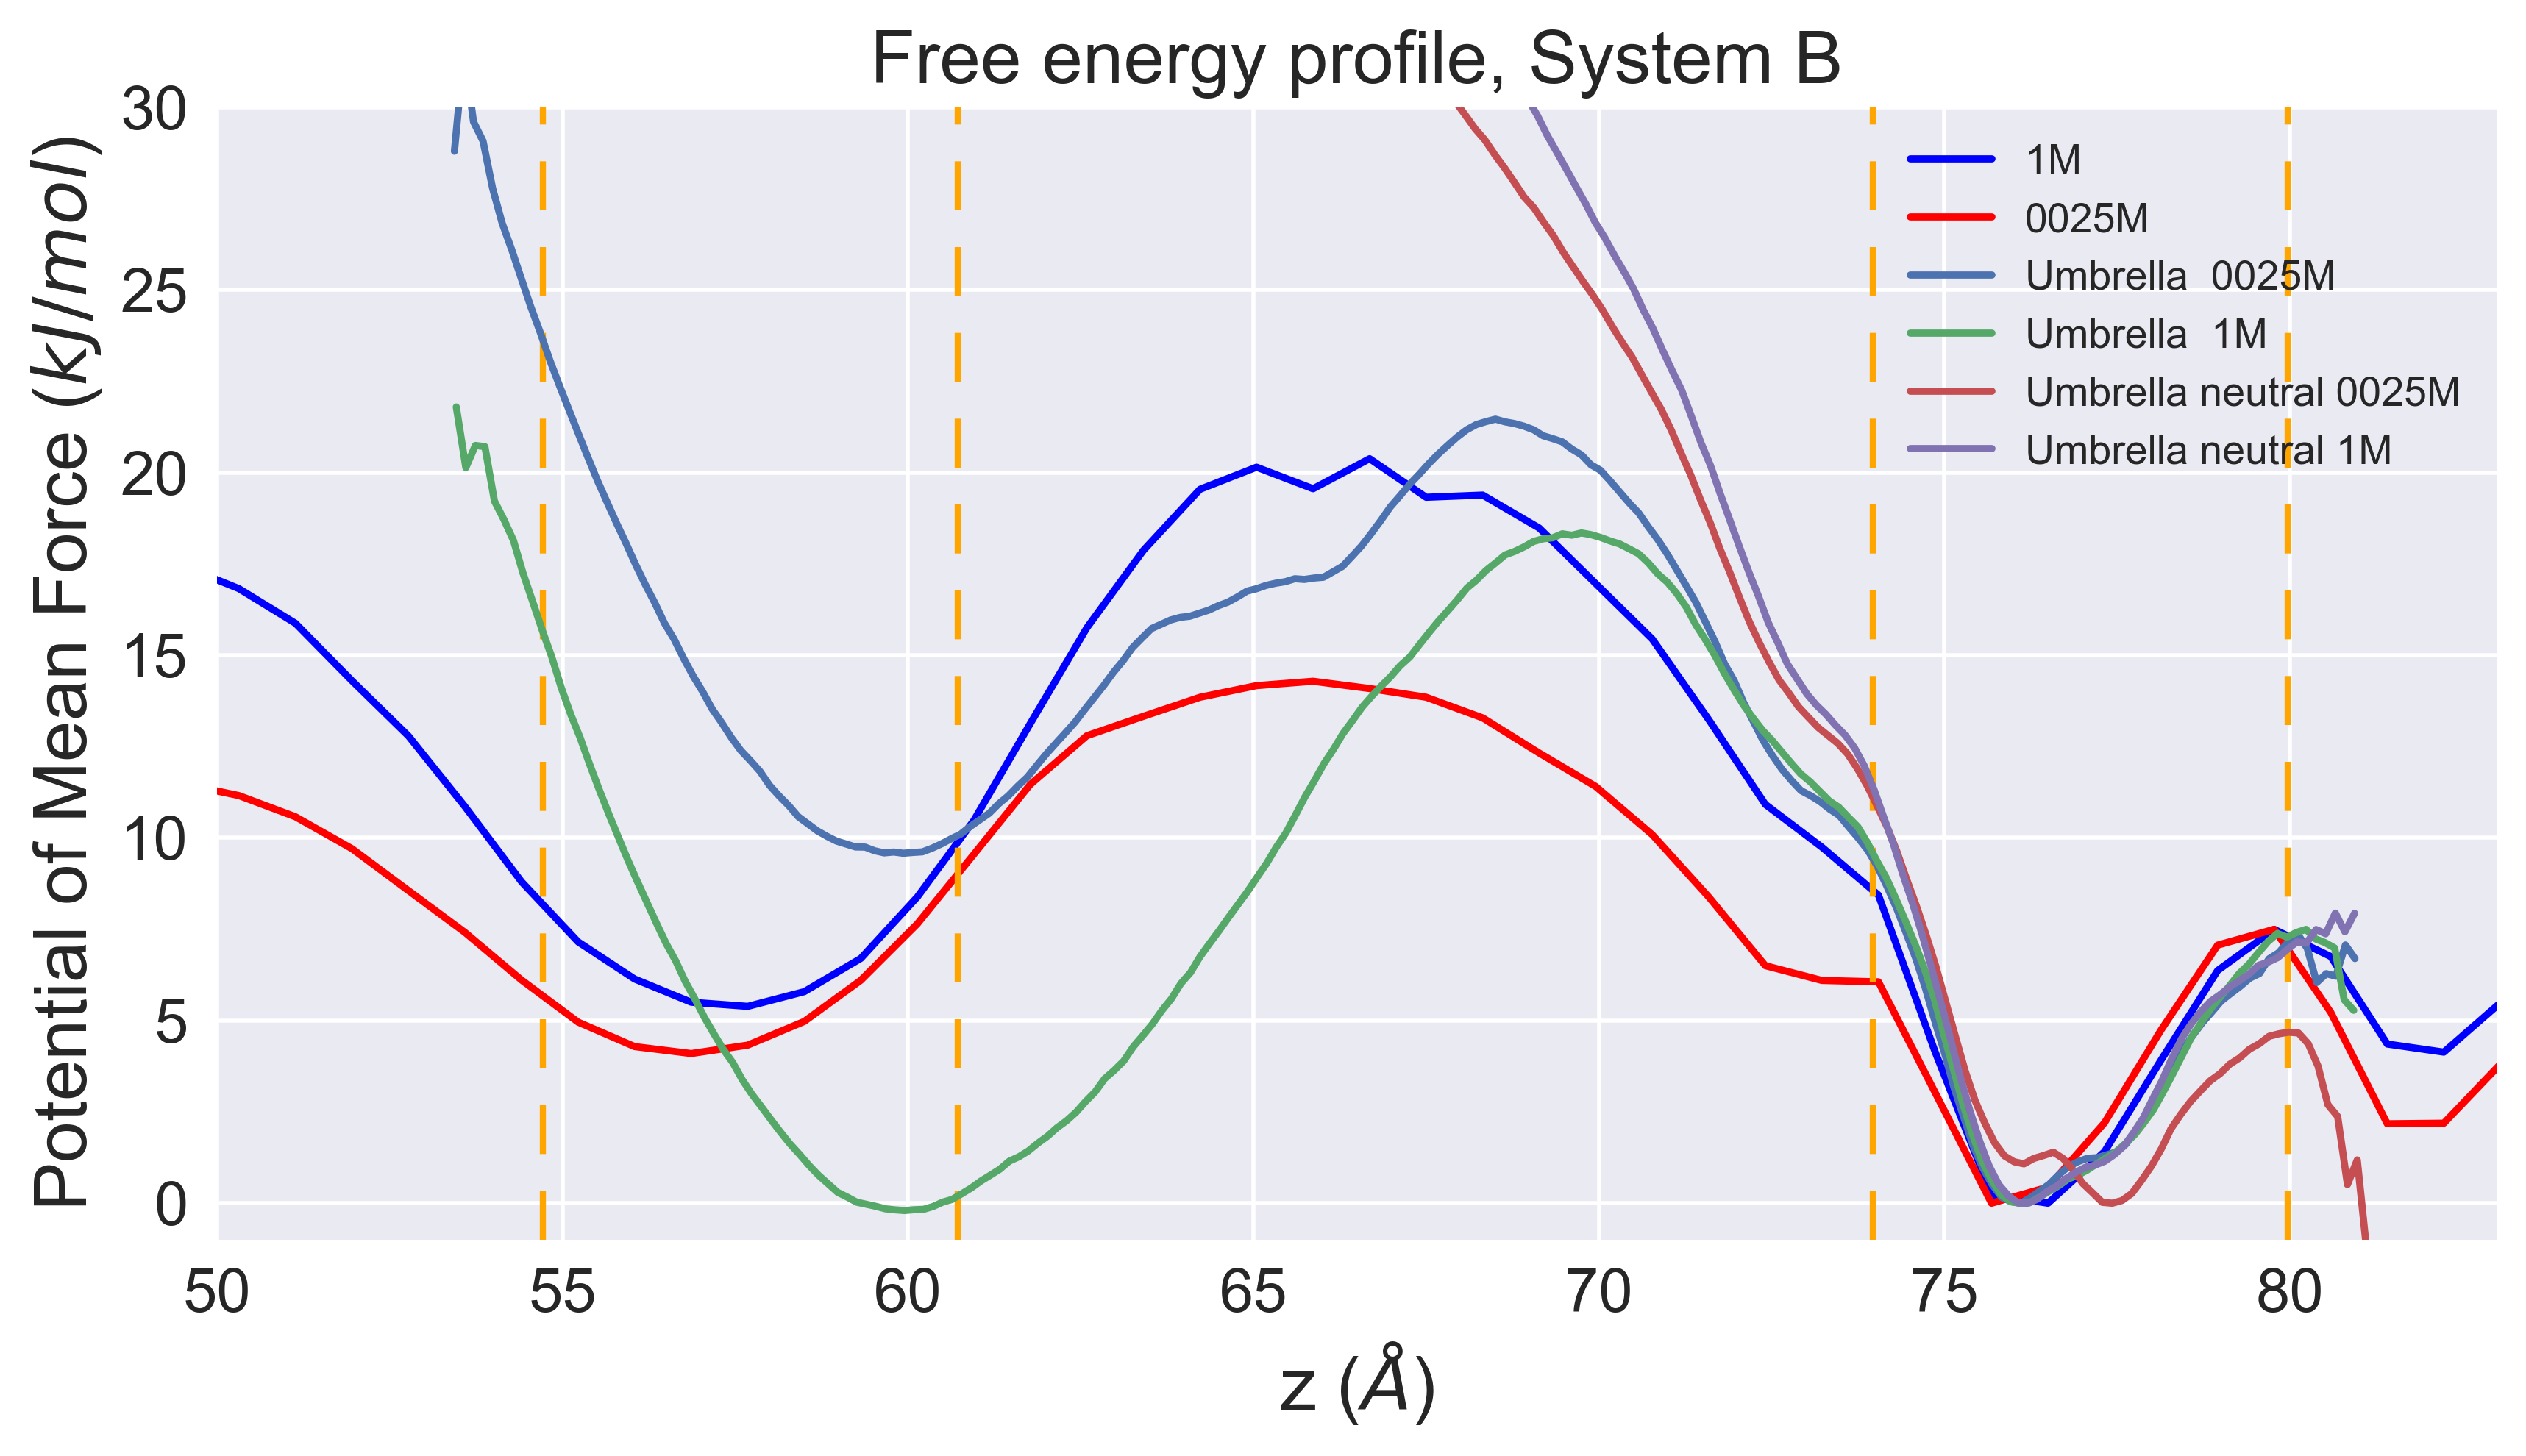 Free energy profile, System B
Potential of Mean Force (kJ/mol)
30
25
20
15
10
5
0
1M
0025M
Umbrella  0025M
Umbrella  1M
Umbrella neutral 0025M
Umbrella neutral 1M
50 55 60 65 70 75 80
z (Å)